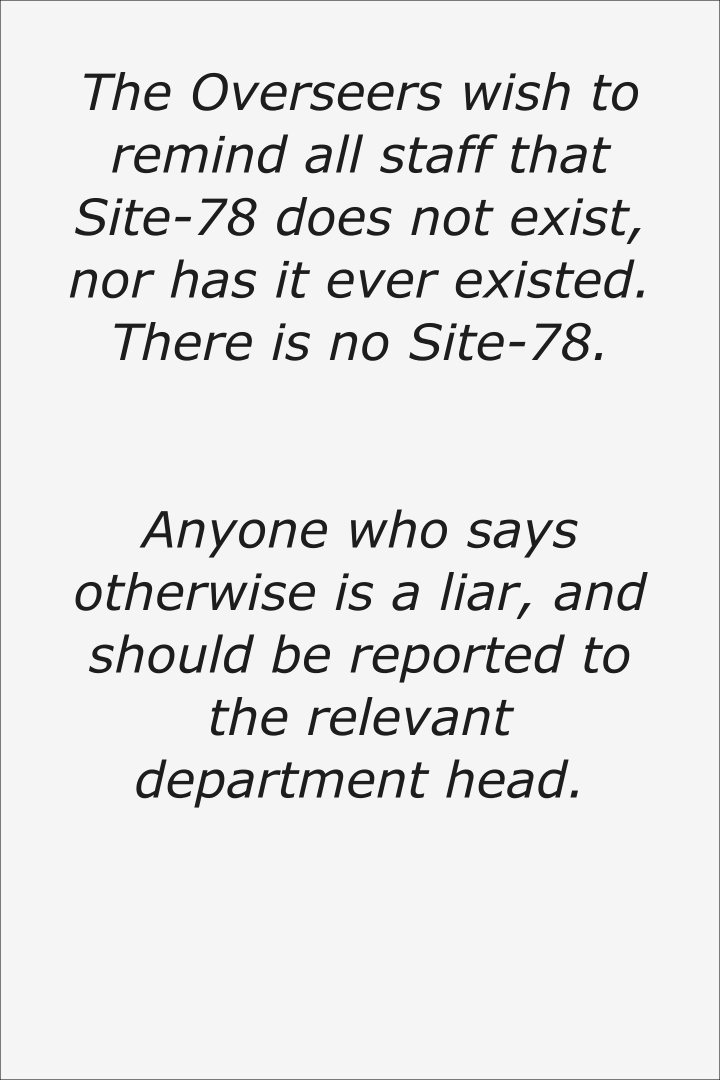 The Overseers wish to
remind all staff that
Site-78 does not exist,
nor has it ever existed.
There is no Site-78.
Anyone who says
otherwise is a liar, and
should be reported to
the relevant
department head.